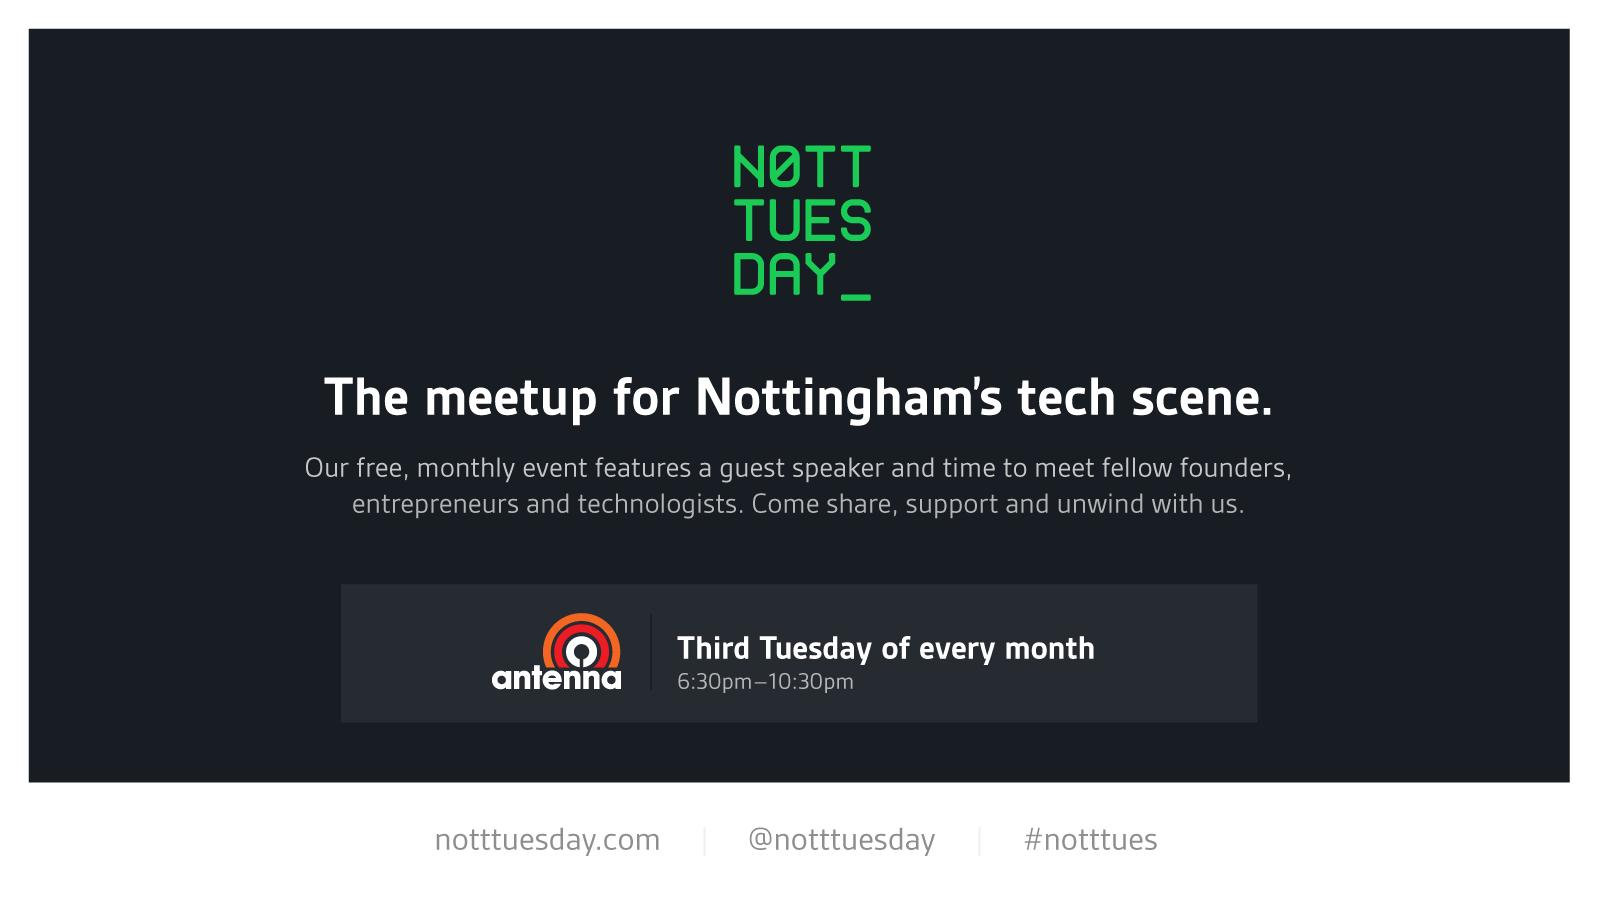 NØTT
TUES
DAY_
The meetup for Nottingham’s tech scene.
Our free, monthly event features a guest speaker and time to meet fellow founders,
entrepreneurs and technologists. Come share, support and unwind with us.
antenna
Third Tuesday of every month
6:30pm–10:30pm
notttuesday.com
@notttuesday
#notttues